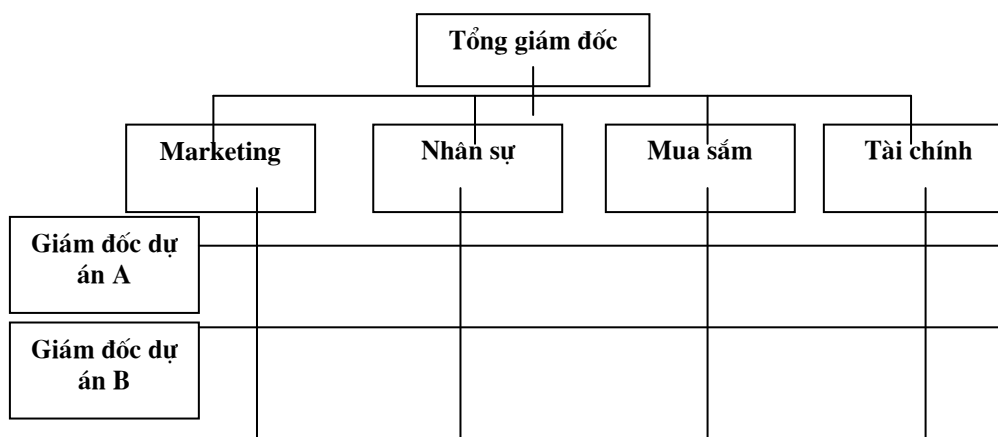 Tổng giám đốc
Marketing
Nhân sự
Mua sắm
Tài chính
Giám đốc dự
án A
Giám đốc dự
án B